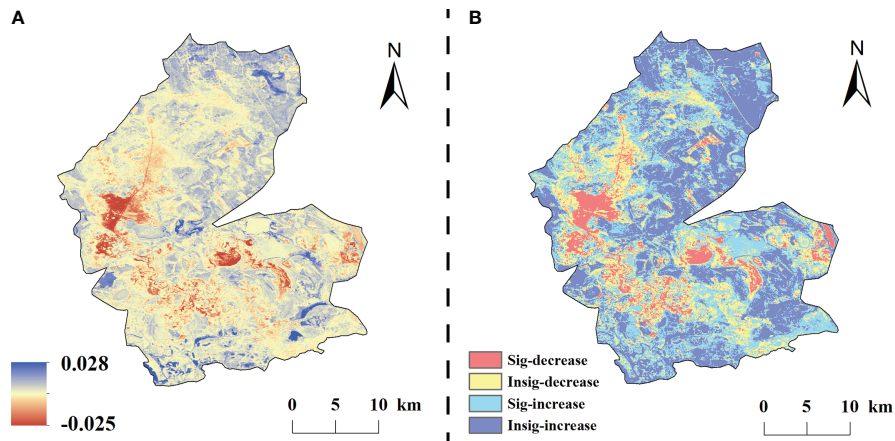 A
N
0.028
-0.025
0 5 10 km
B
N
Sig-decrease
Insig-decrease
Sig-increase
Insig-increase
0 5 10 km